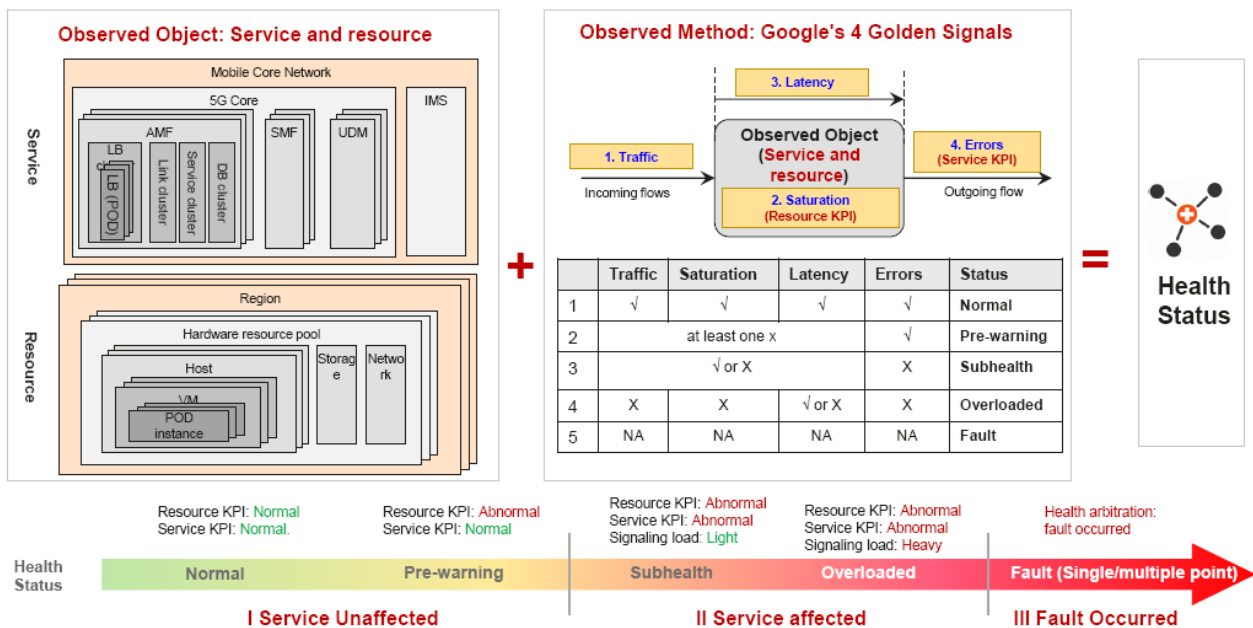 Observed Object: Service and resource
Service
Mobile Core Network
5G Core
IMS
AMF
SMF
UDM
LB
LB (POD)
Link cluster
Service cluster
DB cluster
Resource
Region
Hardware resource pool
Storag
e
Netwo
rk
Host
VM
POD
instance
+
Observed Method: Google's 4 Golden Signals
3. Latency
1. Traffic
Incoming flows
Observed Object
(Service and
resource)
2. Saturation
(Resource KPI)
4. Errors
(Service KPI)
Outgoing flow
Traffic Saturation Latency Errors Status
1 √ √ √ √ Normal
2 at least one x √ Pre-warning
3 √ or X X Subhealth
4 X X √ or X X Overloaded
5 NA NA NA NA Fault
=
Health
Status
Resource KPI: Normal
Service KPI: Normal.
Resource KPI: Abnormal
Service KPI: Normal
Resource KPI: Abnormal
Service KPI: Abnormal
Signaling load: Light
Resource KPI: Abnormal
Service KPI: Abnormal
Signaling load: Heavy
Health arbitration:
fault occurred
Health
Status
Normal
Pre-warning
Subhealth
Overloaded
Fault (Single/multiple point)
I Service Unaffected
II Service affected
III Fault Occurred